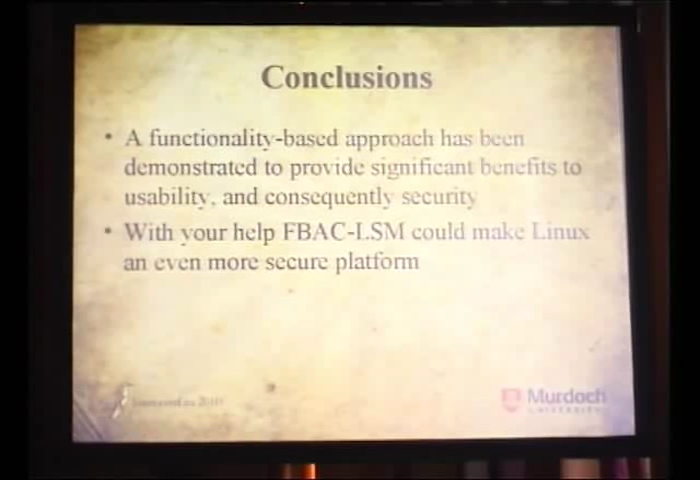 Conclusions
• A functionality-based approach has been
demonstrated to provide significant benefits to
usability, and consequently security
• With your help FBAC-LSM could make Linux
an even more secure platform
Murdoch
UNIVERSITY